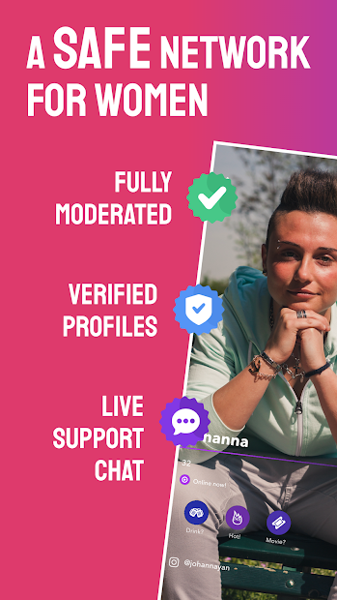 A SAFE NETWORK
FOR WOMEN
FULLY
MODERATED
VERIFIED
PROFILES
LIVE
SUPPORT
CHAT
nanna
32
Online now!
Drink?
Hot!
Movie?
@johannayan